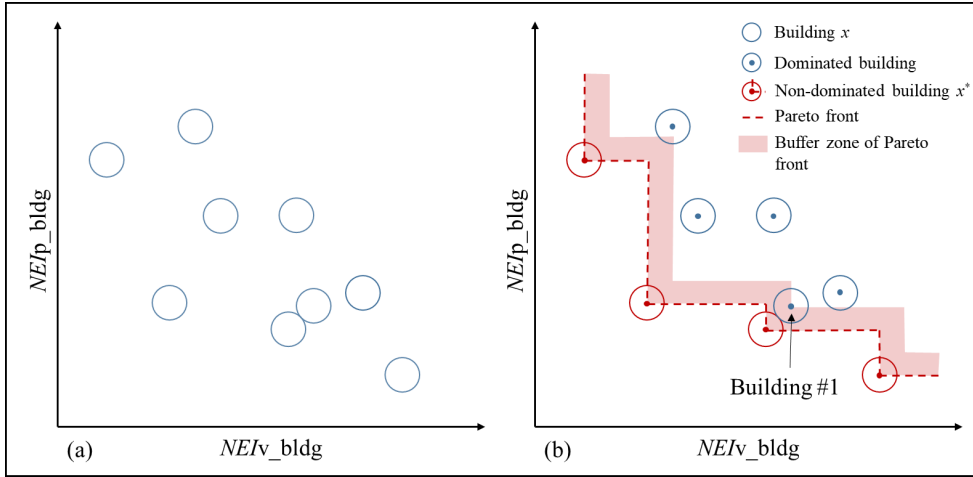 NEIp_bldg
(a)
NEIv_bldg
Building x
Dominated building
Non-dominated building x*
Pareto front
Buffer zone of Pareto
front
NEIp_bldg
Building #1
(b)
NEIv_bldg